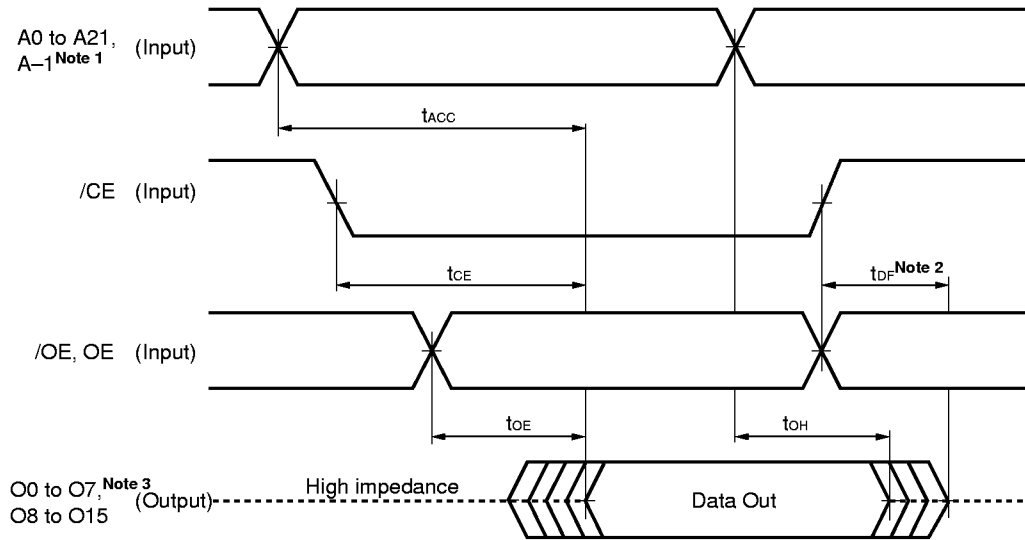 A0 to A21,
A–1Note 1 (Input)
tACC
/CE (Input)
tCE
tDFNote 2
/OE, OE (Input)
tOE
tOH
O0 to O7,Note 3 (Output)
O8 to O15
High impedance
Data Out